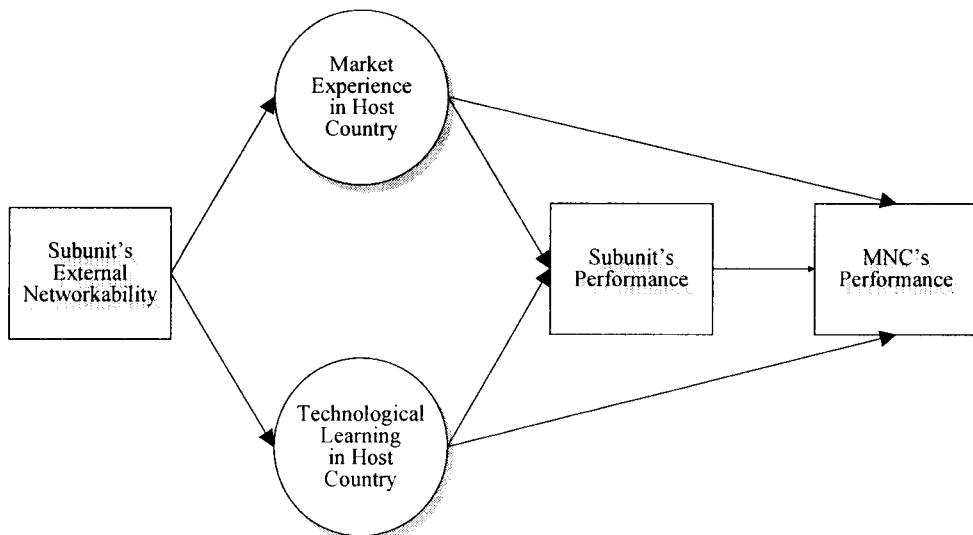 Market
Experience
in Host
Country
Subunit's
External
Networkability
Subunit's
Performance
MNC's
Performance
Technological
Learning
in Host
Country